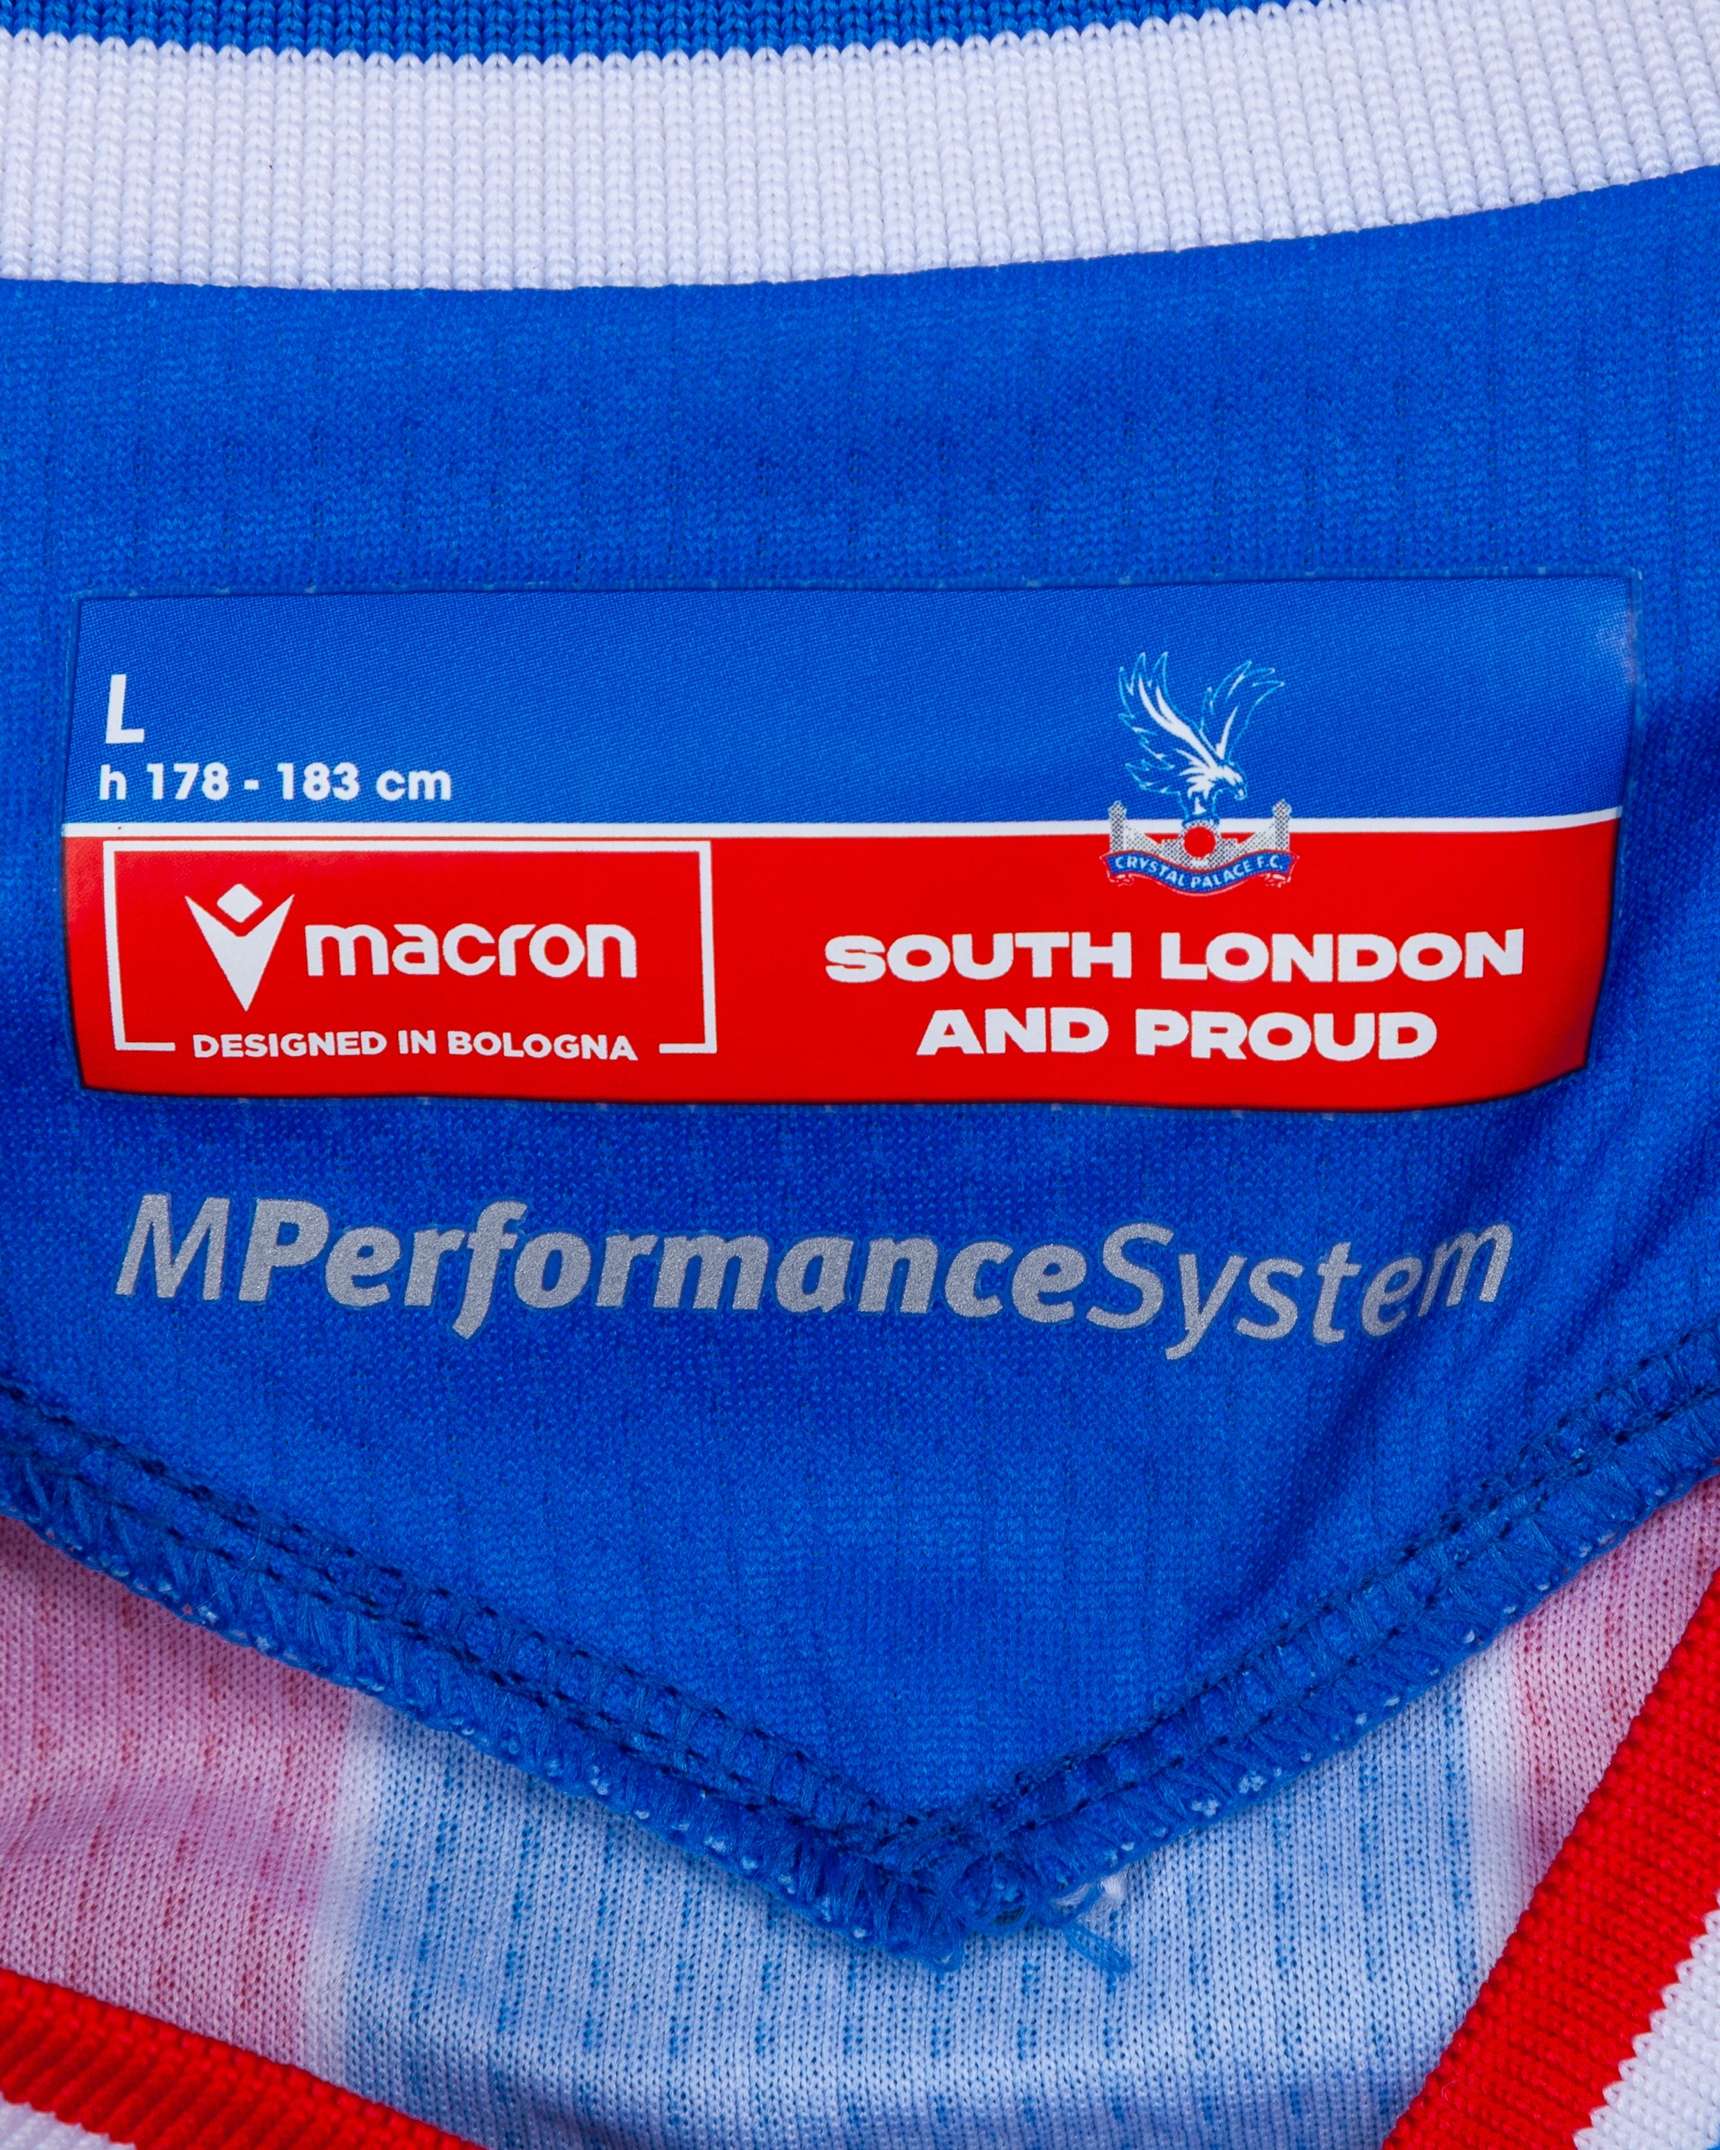 L
h 178 - 183 cm
CRYSTAL PALACE F.C.
macron
DESIGNED IN BOLOGNA
SOUTH LONDON
AND PROUD
MPerformanceSystem